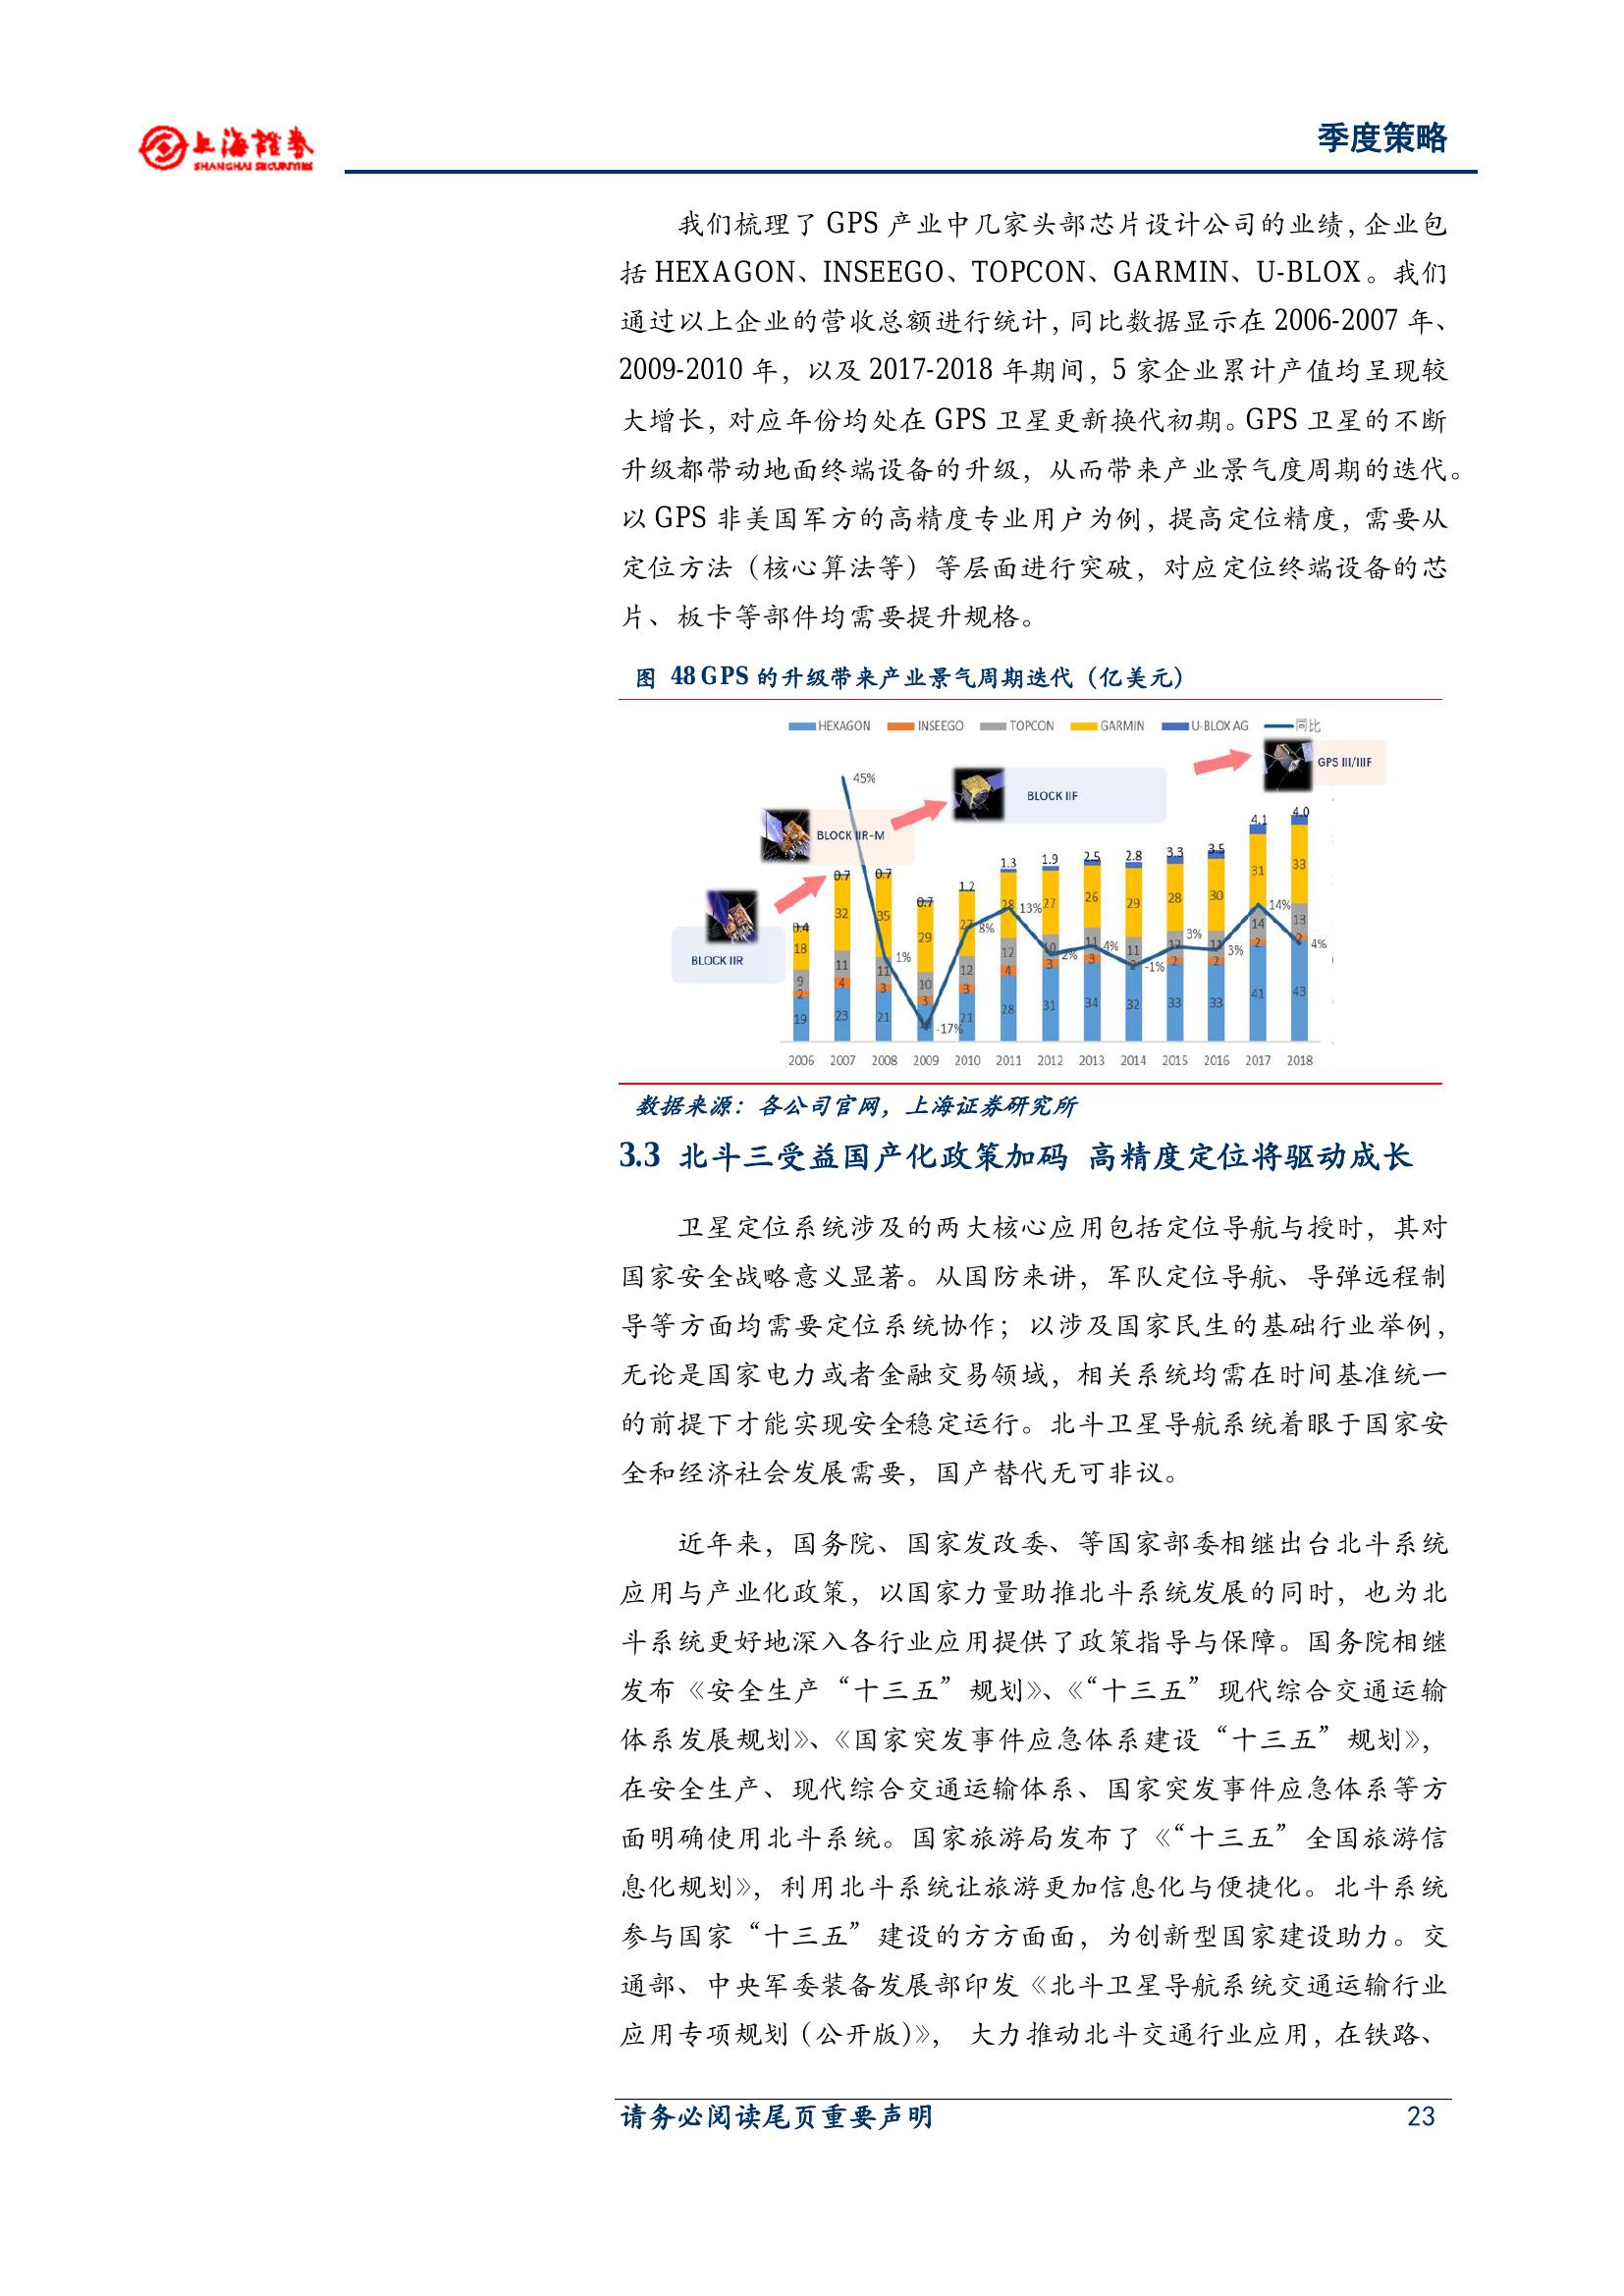 上海證券
SHANGHAI SECURITIES
季度策略
我们梳理了 GPS 产业中几家头部芯片设计公司的业绩，企业包
括 HEXAGON、INSEEGO、TOPCON、GARMIN、U-BLOX。我们
通过以上企业的营收总额进行统计，同比数据显示在 2006-2007 年、
2009-2010 年，以及 2017-2018 年期间，5 家企业累计产值均呈现较
大增长，对应年份均处在 GPS 卫星更新换代初期。GPS 卫星的不断
升级都带动地面终端设备的升级，从而带来产业景气度周期的迭代。
以 GPS 非美国军方的高精度专业用户为例，提高定位精度，需要从
定位方法（核心算法等）等层面进行突破，对应定位终端设备的芯
片、板卡等部件均需要提升规格。
图 48 GPS 的升级带来产业景气周期迭代（亿美元）
HEXAGON INSEEGO TOPCON GARMIN U-BLOX AG 同比
GPS III/IIIF
45%
BLOCK IIF
BLOCK IIR-M
BLOCK IIR
0.4 0.7 0.7 0.7 1.2 1.3 1.9 2.5 2.8 3.3 3.5 4.1 4.0
18 32 35 29 27 28 27 26 29 28 30 31 33
9 11 11 10 12 12 10 11 11 12 11 14 13
2 4 3 3 3 4 3 3 2 2 2 2 2
19 23 21 21 28 31 34 32 33 33 41 43
1% -17% 8% 13% 2% 4% -1% 3% 3% 14% 4%
2006 2007 2008 2009 2010 2011 2012 2013 2014 2015 2016 2017 2018
数据来源：各公司官网，上海证券研究所
3.3 北斗三受益国产化政策加码 高精度定位将驱动成长
卫星定位系统涉及的两大核心应用包括定位导航与授时，其对
国家安全战略意义显著。从国防来讲，军队定位导航、导弹远程制
导等方面均需要定位系统协作；以涉及国家民生的基础行业举例，
无论是国家电力或者金融交易领域，相关系统均需在时间基准统一
的前提下才能实现安全稳定运行。北斗卫星导航系统着眼于国家安
全和经济社会发展需要，国产替代无可非议。
近年来，国务院、国家发改委、等国家部委相继出台北斗系统
应用与产业化政策，以国家力量助推北斗系统发展的同时，也为北
斗系统更好地深入各行业应用提供了政策指导与保障。国务院相继
发布《安全生产“十三五”规划》、《“十三五”现代综合交通运输
体系发展规划》、《国家突发事件应急体系建设“十三五”规划》，
在安全生产、现代综合交通运输体系、国家突发事件应急体系等方
面明确使用北斗系统。国家旅游局发布了《“十三五”全国旅游信
息化规划》，利用北斗系统让旅游更加信息化与便捷化。北斗系统
参与国家“十三五”建设的方方面面，为创新型国家建设助力。交
通部、中央军委装备发展部印发《北斗卫星导航系统交通运输行业
应用专项规划（公开版）》， 大力推动北斗交通行业应用，在铁路、
请务必阅读尾页重要声明
23